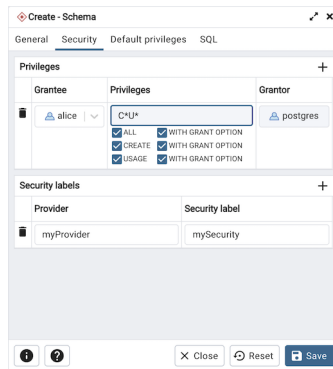 Create - Schema
General Security Default privileges SQL
Privileges
Grantee Privileges Grantor
alice C*U* postgres
ALL WITH GRANT OPTION
CREATE WITH GRANT OPTION
USAGE WITH GRANT OPTION
Security labels
Provider Security label
myProvider mySecurity
Close Reset Save